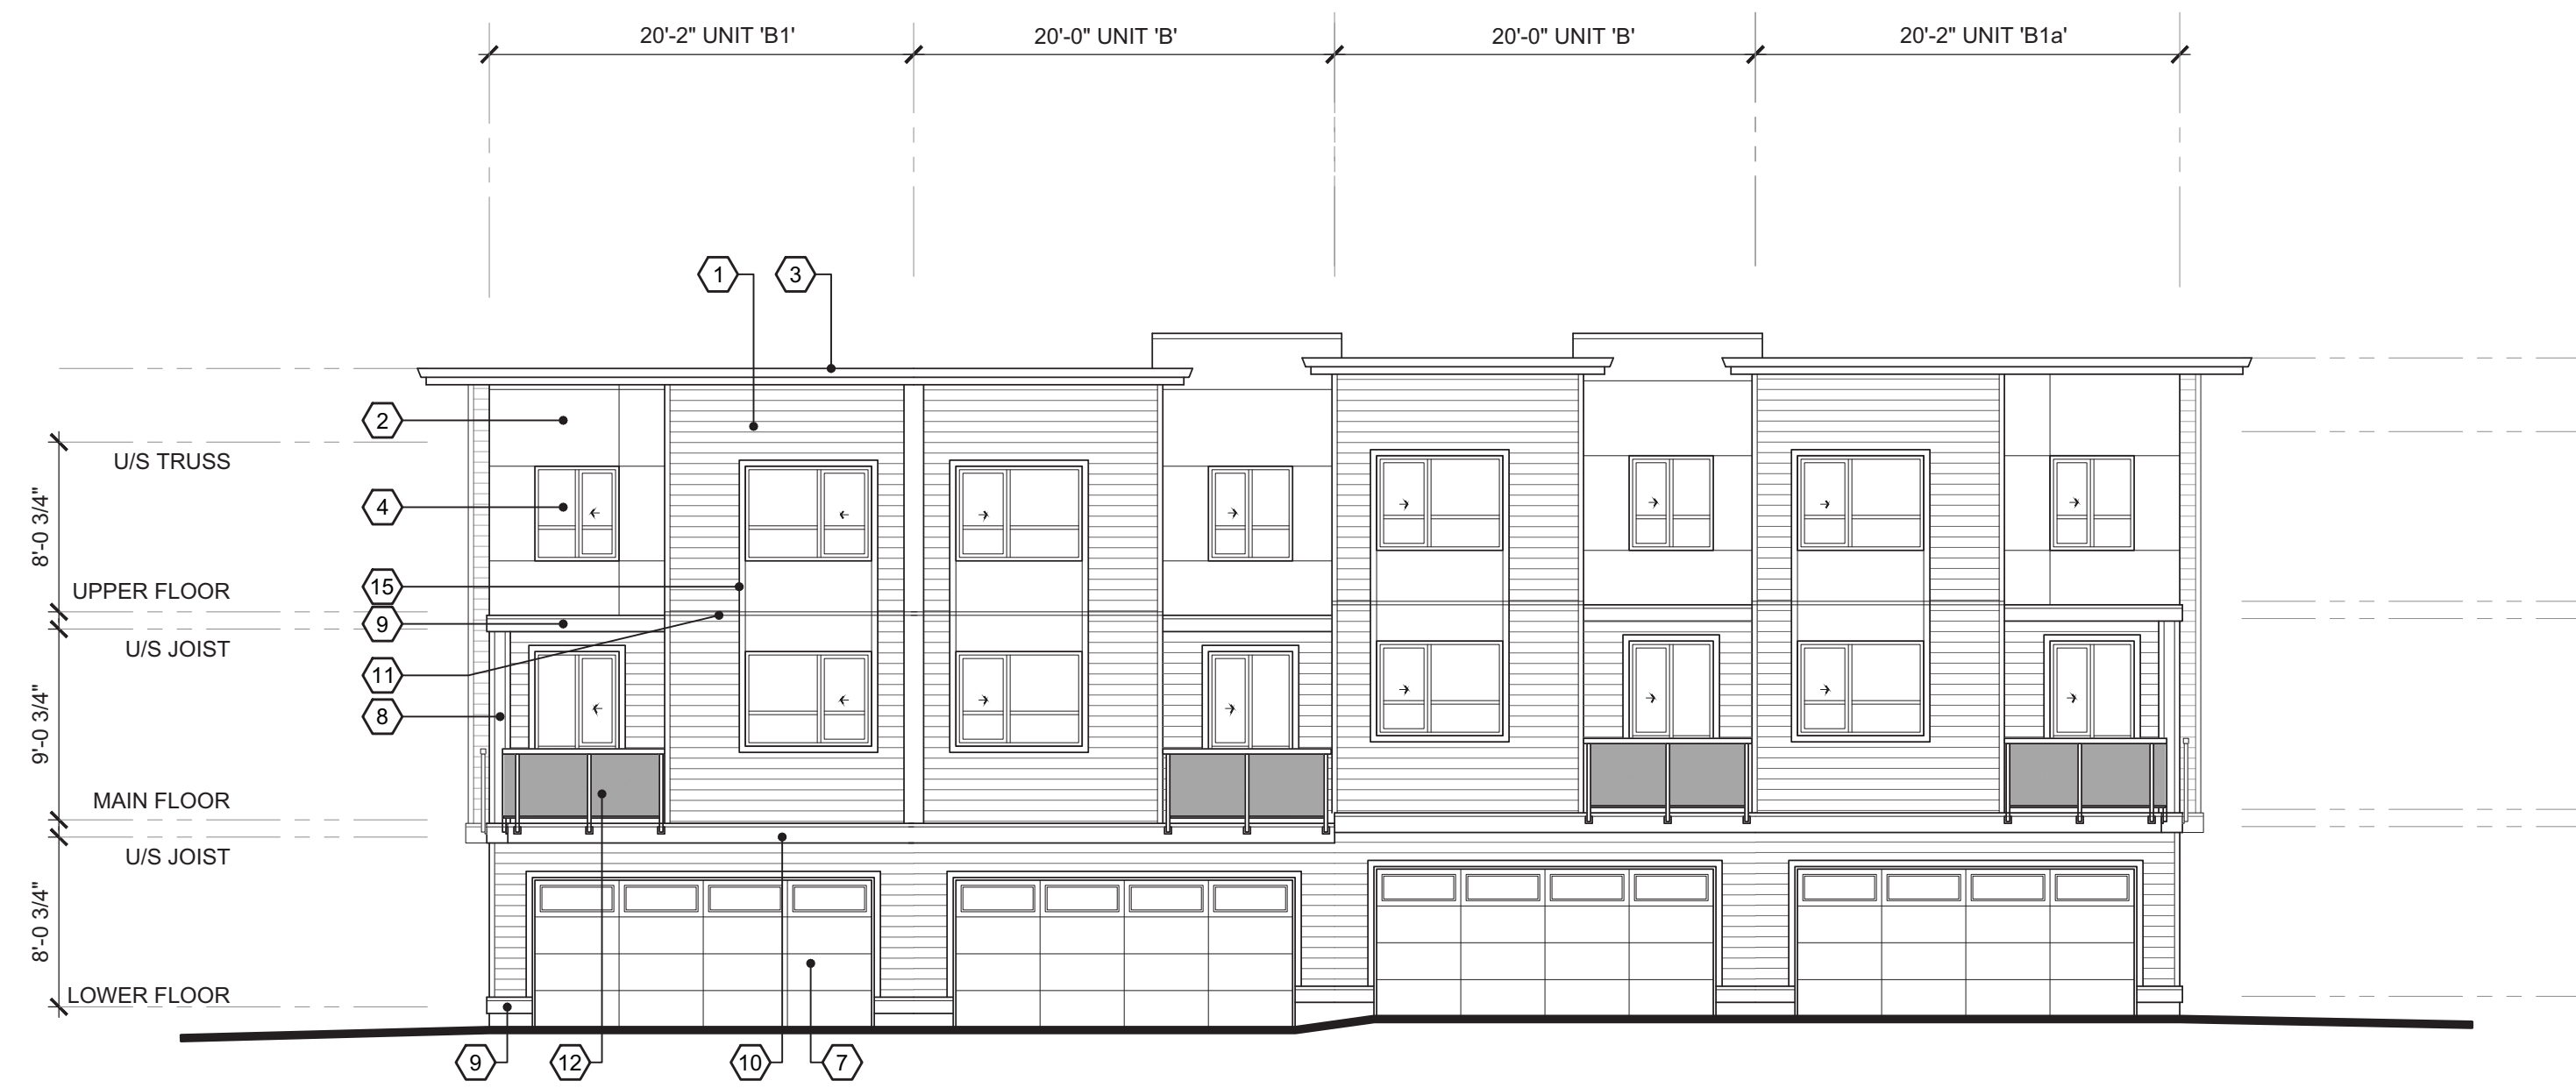 20'-2" UNIT 'B1'
20'-0" UNIT 'B'
20'-0" UNIT 'B'
20'-2" UNIT 'B1a'
1
3
2
U/S TRUSS
4
8'-0 3/4"
15
UPPER FLOOR
9
U/S JOIST
11
8
9'-0 3/4"
MAIN FLOOR
U/S JOIST
8'-0 3/4"
LOWER FLOOR
9
12
10
7